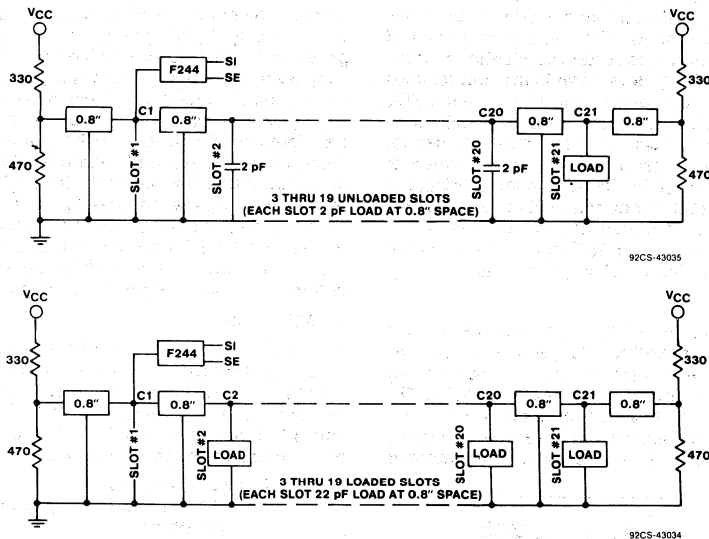 VCC
VCC
330
F244
SI
SE
330
0.8"
C1
0.8"
C20
0.8"
C21
0.8"
470
SLOT #1
SLOT #2
2 pF
SLOT #20
2 pF
SLOT #21
LOAD
470
3 THRU 19 UNLOADED SLOTS
(EACH SLOT 2 pF LOAD AT 0.8" SPACE)
92CS-43035
VCC
VCC
330
F244
SI
SE
330
0.8"
C1
0.8"
C2
C20
0.8"
C21
0.8"
470
SLOT #1
SLOT #2
LOAD
SLOT #20
LOAD
SLOT #21
LOAD
470
3 THRU 19 LOADED SLOTS
(EACH SLOT 22 pF LOAD AT 0.8" SPACE)
92CS-43034